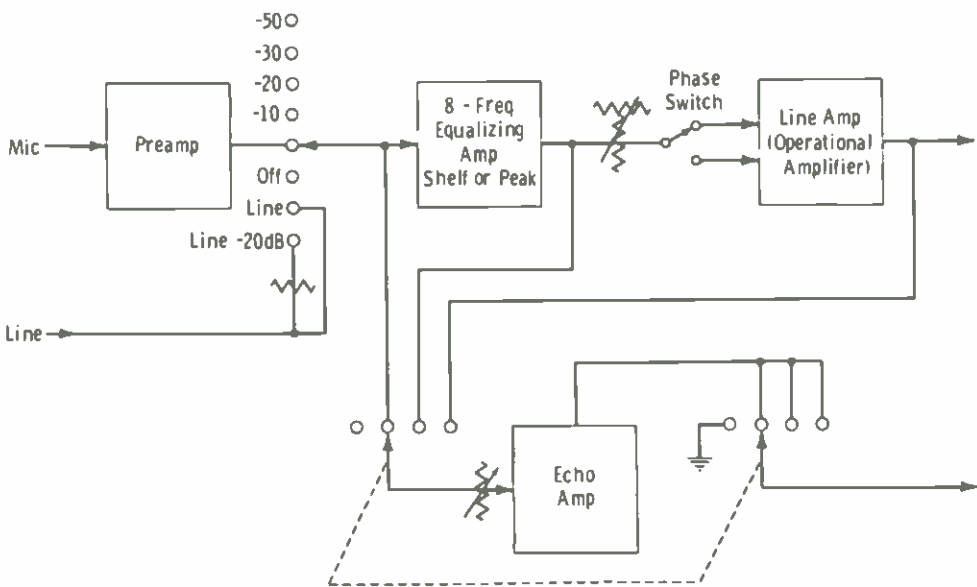 -50
-30
-20
-10
Mic
Preamp
Off
Line
Line -20dB
Line
8 - Freq
Equalizing
Amp
Shelf or Peak
Phase
Switch
Line Amp
(Operational
Amplifier)
Echo
Amp